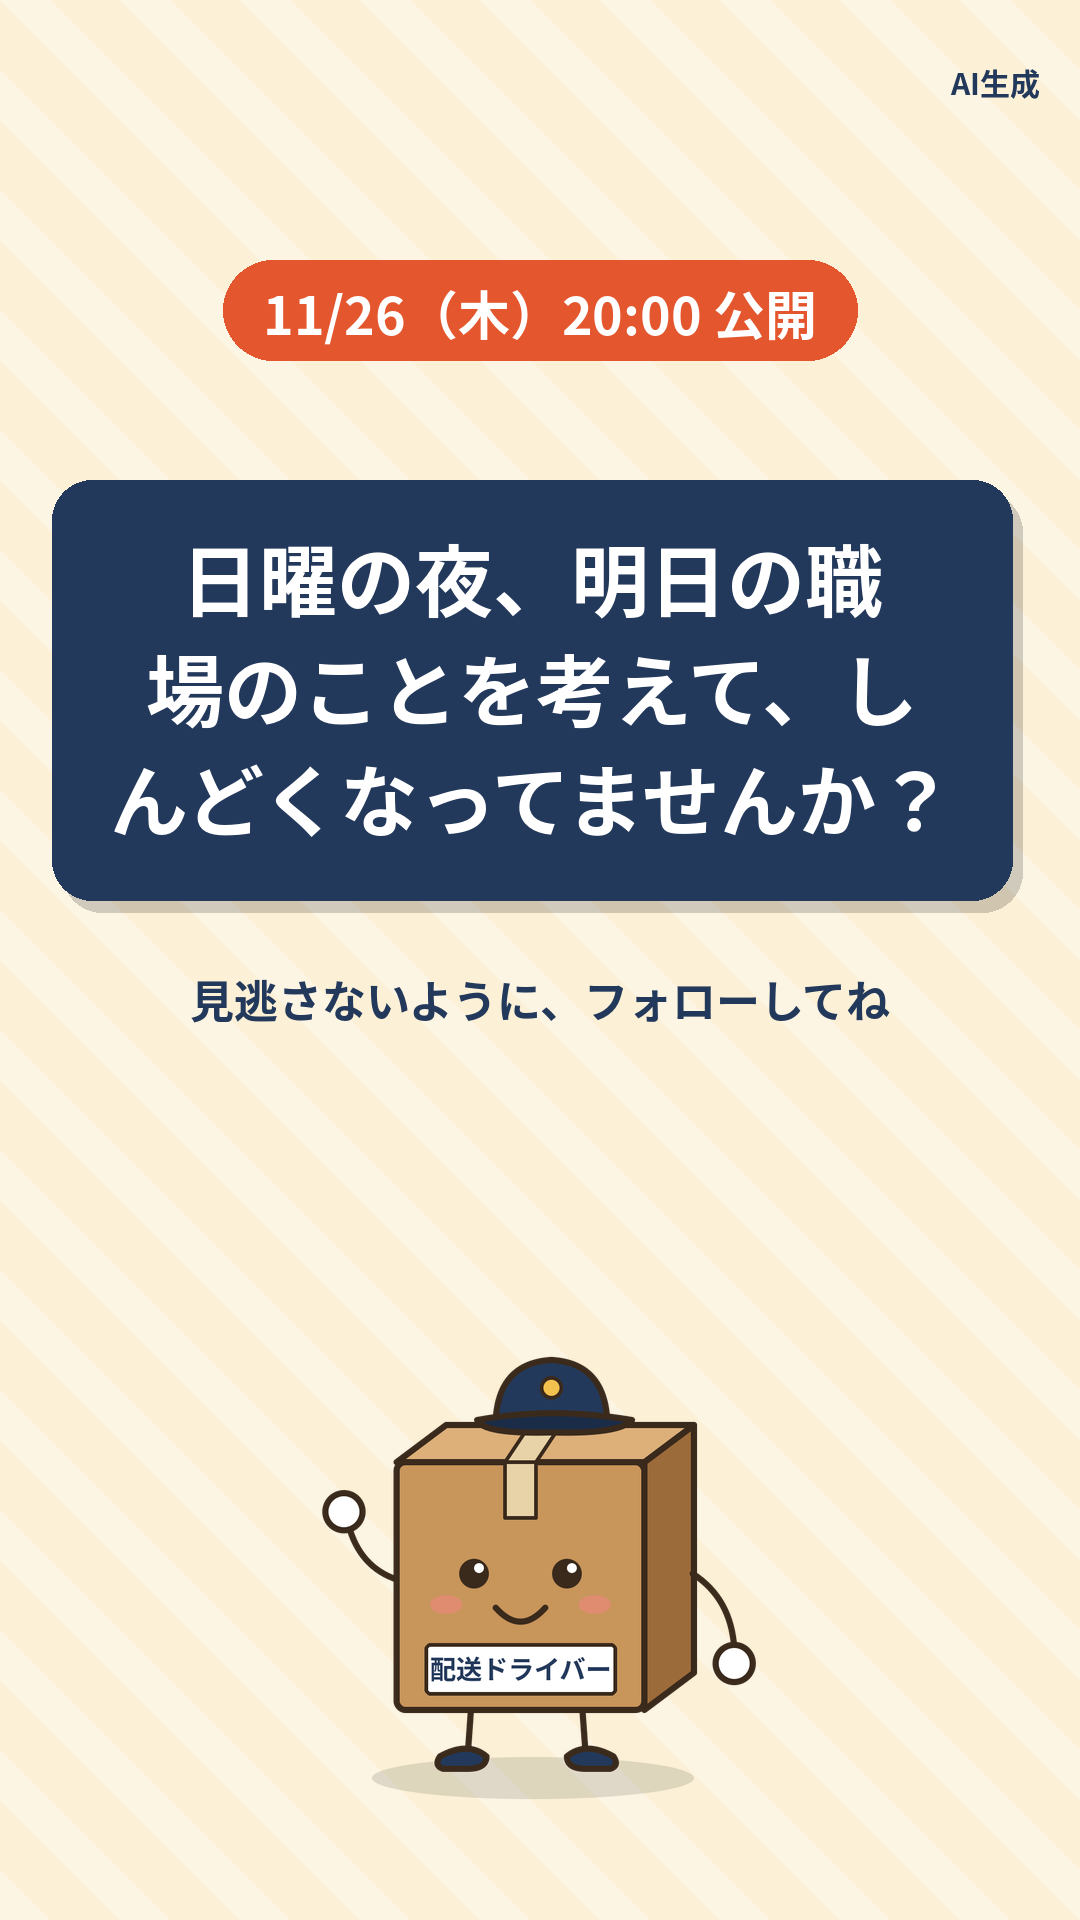 AI生成
11/26（木）20:00 公開
日曜の夜、明日の職
場のことを考えて、し
んどくなってませんか？
見逃さないように、フォローしてね
配送ドライバー